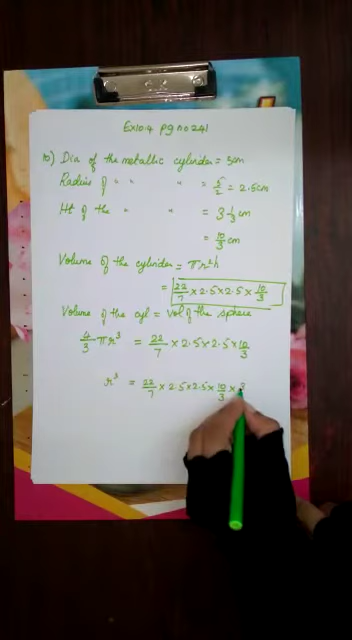 Ex10.4 pg no 241
10) Dia of the metallic cylinder = 5cm
Radius of " " " = 5/2 = 2.5cm
Ht of the " " = 3 1/3 cm
= 10/3 cm
Volume of the cylinder = πr²h
= 22/7 × 2.5 × 2.5 × 10/3
Volume of the cyl = vol of the sphere
4/3 πr³ = 22/7 × 2.5 × 2.5 × 10/3
r³ = 22/7 × 2.5 × 2.5 × 10/3 × 3